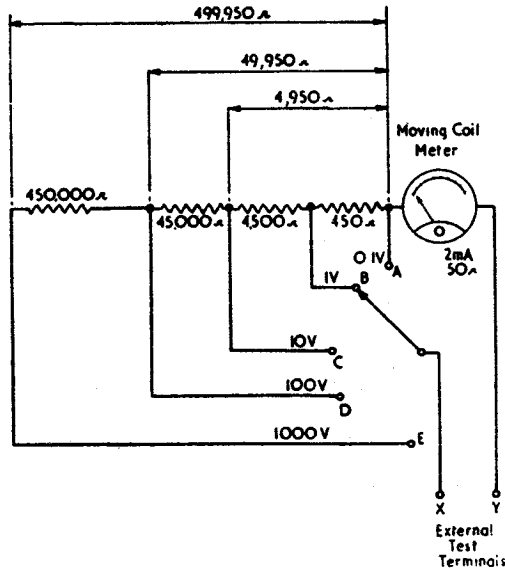 499,950 Ω
49,950 Ω
4,950 Ω
Moving Coil
Meter
450,000 Ω
45,000 Ω
4,500 Ω
450 Ω
2mA
50 Ω
O 1V
A
1V
B
10V
C
100V
D
1000V
E
X
Y
External
Test
Terminals